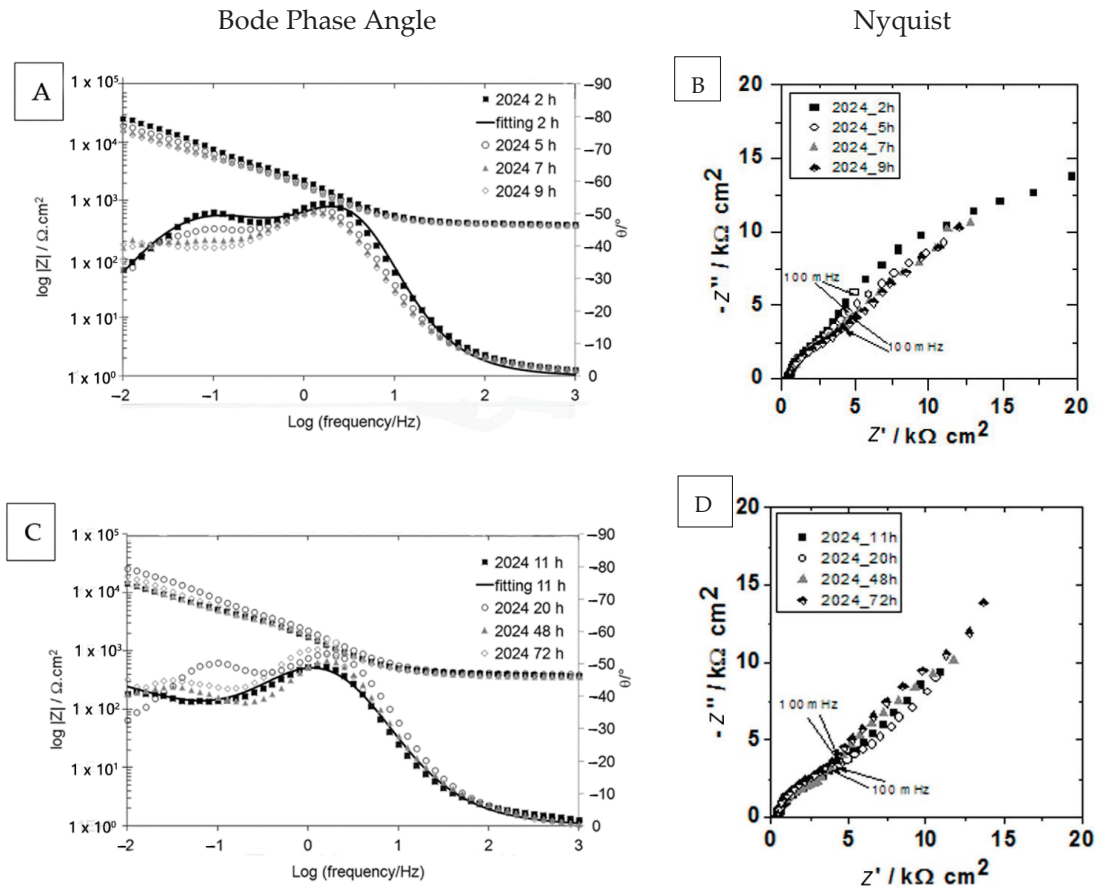 Bode Phase Angle
Nyquist
A
1 x 10⁵
1 x 10⁴
1 x 10³
1 x 10²
1 x 10¹
1 x 10⁰
log |Z| / Ω.cm²
−90
−80
−70
−60
−50
−40
−30
−20
−10
0
θ/°
2024 2 h
fitting 2 h
2024 5 h
2024 7 h
2024 9 h
−2
−1
0
1
2
3
Log (frequency/Hz)
B
20
15
10
5
0
- Z'' / kΩ cm²
2024_2h
2024_5h
2024_7h
2024_9h
100 mHz
100 mHz
0
5
10
15
20
Z' / kΩ cm²
C
1 x 10⁵
1 x 10⁴
1 x 10³
1 x 10²
1 x 10¹
1 x 10⁰
log |Z| / Ω.cm²
−90
−80
−70
−60
−50
−40
−30
−20
−10
0
θ/°
2024 11 h
fitting 11 h
2024 20 h
2024 48 h
2024 72 h
−2
−1
0
1
2
3
Log (frequency/Hz)
D
20
15
10
5
0
- Z'' / kΩ cm²
2024_11h
2024_20h
2024_48h
2024_72h
100 mHz
100 mHz
0
5
10
15
20
Z' / kΩ cm²